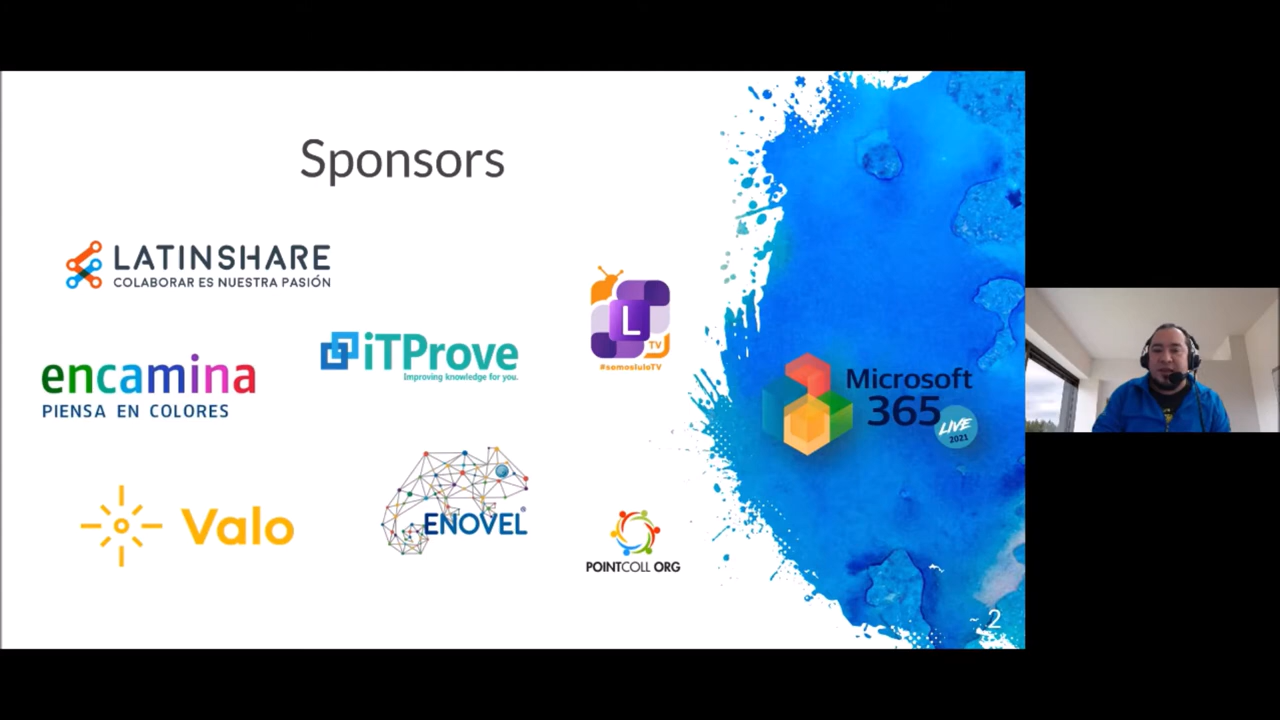 Sponsors
LATINSHARE
COLABORAR ES NUESTRA PASIÓN
iTProve
Improving knowledge for you.
encamina
PIENSA EN COLORES
L
TV
#somosluloTV
Microsoft
365
LIVE
2021
Valo
ENOVEL
POINTCOLL ORG
~ 2